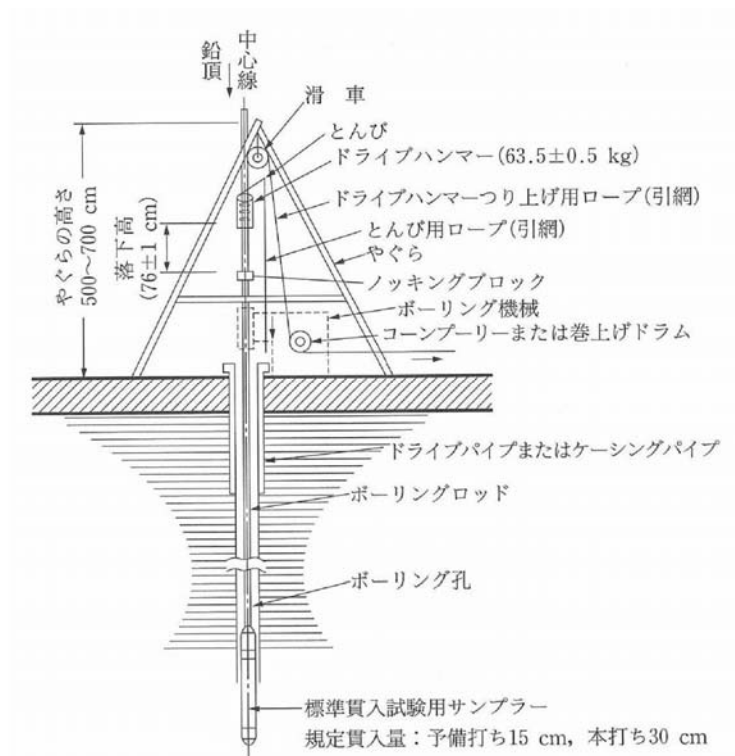 中心線
鉛頂
滑 車
とんび
ドライブハンマー(63.5±0.5 kg)
ドライブハンマーつり上げ用ロープ(引綱)
とんび用ロープ(引綱)
やぐら
ノッキングブロック
ボーリング機械
コーンプーリーまたは巻上げドラム
やぐらの高さ
500〜700 cm
落下高
(76±1 cm)
ドライブパイプまたはケーシングパイプ
ボーリングロッド
ボーリング孔
標準貫入試験用サンプラー
規定貫入量：予備打ち15 cm，本打ち30 cm